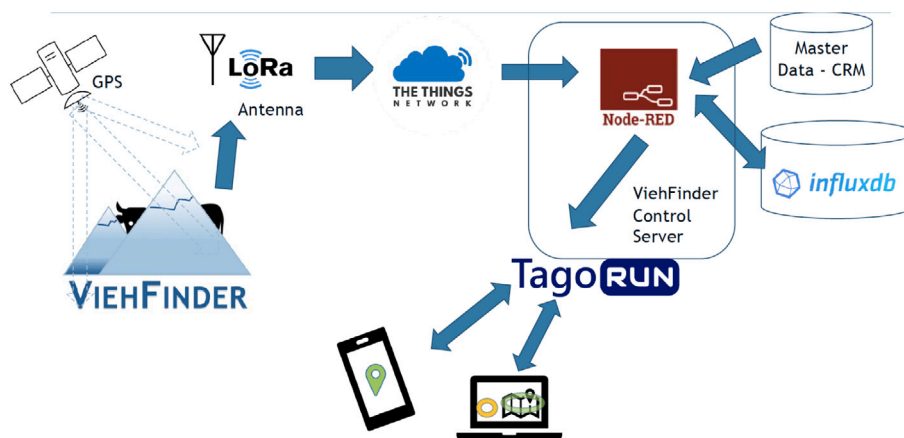 GPS
LoRa
Antenna
THE THINGS
NETWORK
Node-RED
Master
Data - CRM
influxdb
ViehFinder
Control
Server
VIEHFINDER
TagoRUN